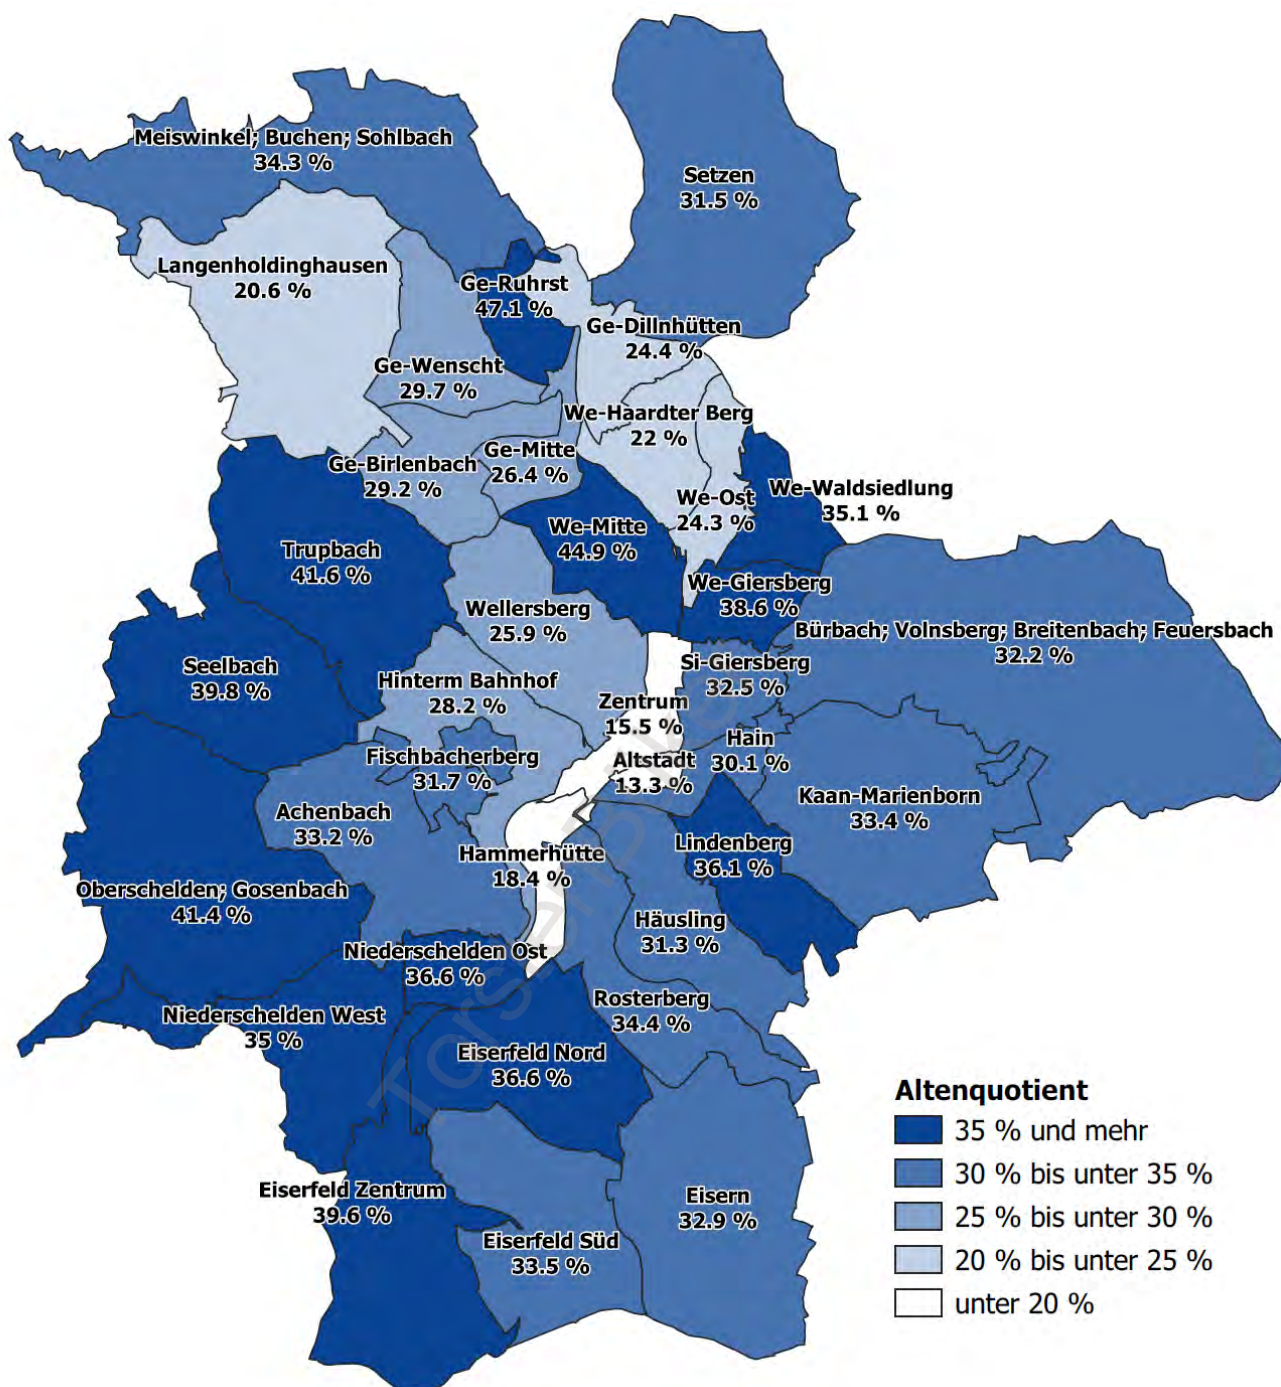 Meiswinkel; Buchen; Sohlbach
34.3 %
Setzen
31.5 %
Langenholdinghausen
20.6 %
Ge-Ruhrst
47.1 %
Ge-Dillnhütten
24.4 %
Ge-Wenscht
29.7 %
We-Haardter Berg
22 %
Ge-Mitte
26.4 %
Ge-Birlenbach
29.2 %
We-Waldsiedlung
35.1 %
We-Ost
24.3 %
We-Mitte
44.9 %
Trupbach
41.6 %
We-Giersberg
38.6 %
Wellersberg
25.9 %
Bürbach; Volnsberg; Breitenbach; Feuersbach
32.2 %
Seelbach
39.8 %
Si-Giersberg
32.5 %
Hinterm Bahnhof
28.2 %
Zentrum
15.5 %
Hain
30.1 %
Fischbacherberg
31.7 %
Altstadt
13.3 %
Kaan-Marienborn
33.4 %
Achenbach
33.2 %
Lindenberg
36.1 %
Hammerhütte
18.4 %
Oberschelden; Gosenbach
41.4 %
Häusling
31.3 %
Niederschelden Ost
36.6 %
Rosterberg
34.4 %
Niederschelden West
35 %
Eiserfeld Nord
36.6 %
Eiserfeld Zentrum
39.6 %
Eisern
32.9 %
Eiserfeld Süd
33.5 %
Altenquotient
35 % und mehr
30 % bis unter 35 %
25 % bis unter 30 %
20 % bis unter 25 %
unter 20 %